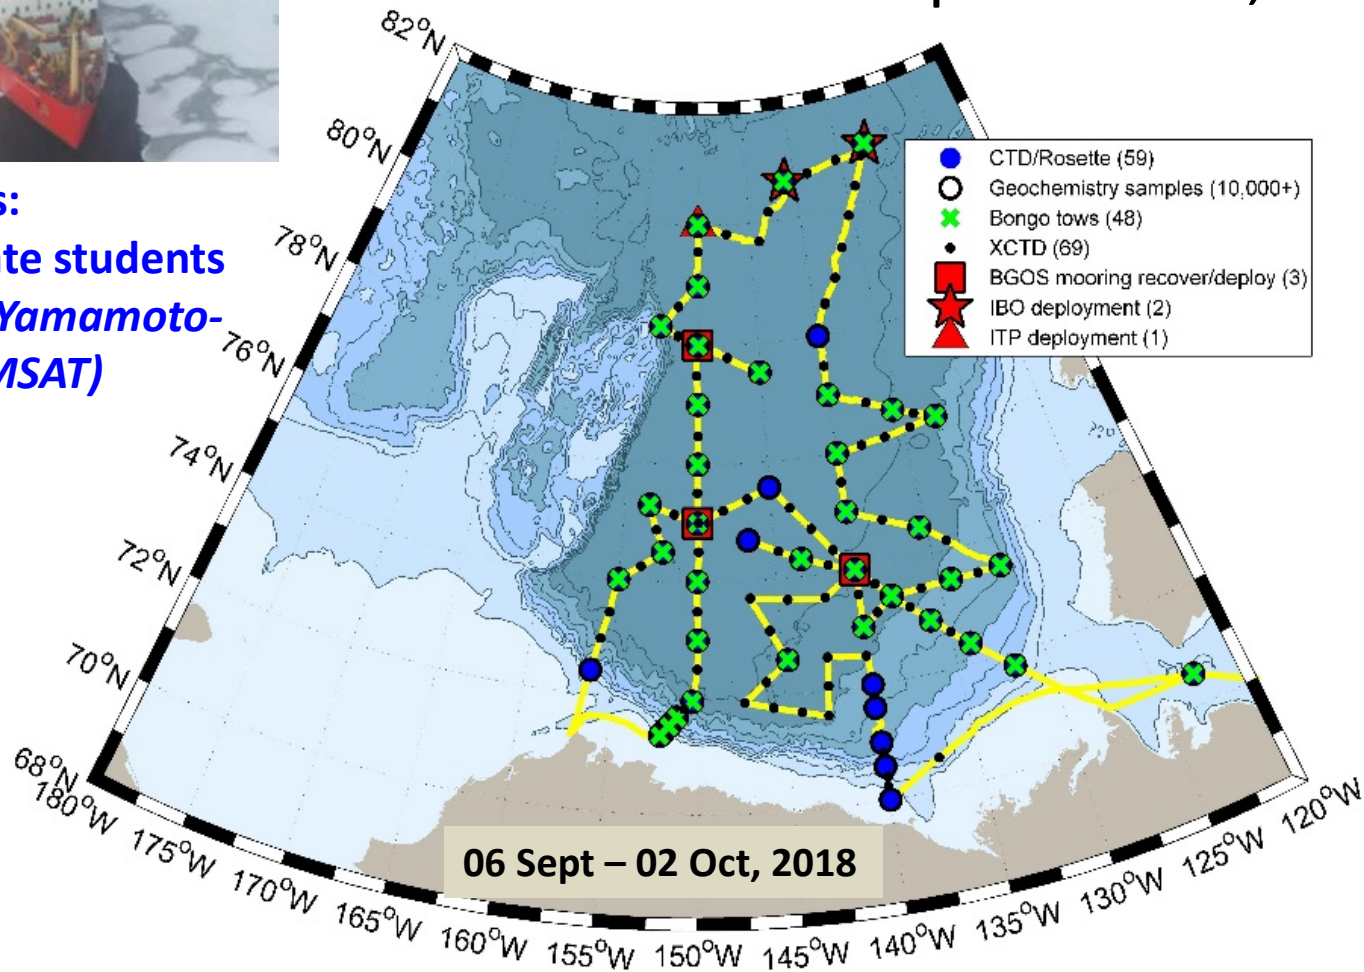 82°N
80°N
78°N
76°N
74°N
72°N
70°N
68°N
s:
te students
Yamamoto-
MSAT)
CTD/Rosette (59)
Geochemistry samples (10,000+)
Bongo tows (48)
XCTD (69)
BGOS mooring recover/deploy (3)
IBO deployment (2)
ITP deployment (1)
06 Sept – 02 Oct, 2018
180°W
175°W
170°W
165°W
160°W
155°W
150°W
145°W
140°W
135°W
130°W
125°W
120°W